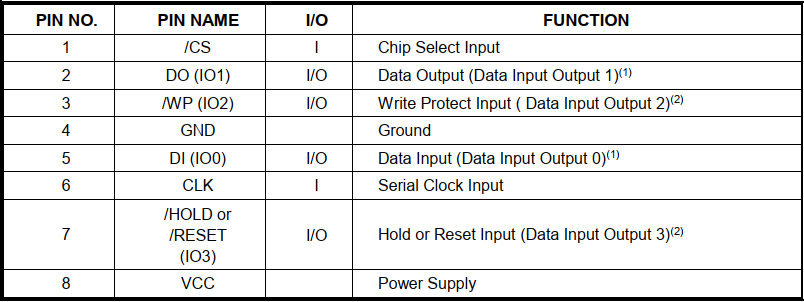 PIN NO. PIN NAME I/O FUNCTION
1 /CS I Chip Select Input
2 DO (IO1) I/O Data Output (Data Input Output 1)(1)
3 /WP (IO2) I/O Write Protect Input ( Data Input Output 2)(2)
4 GND Ground
5 DI (IO0) I/O Data Input (Data Input Output 0)(1)
6 CLK I Serial Clock Input
7 /HOLD or
/RESET
(IO3) I/O Hold or Reset Input (Data Input Output 3)(2)
8 VCC Power Supply